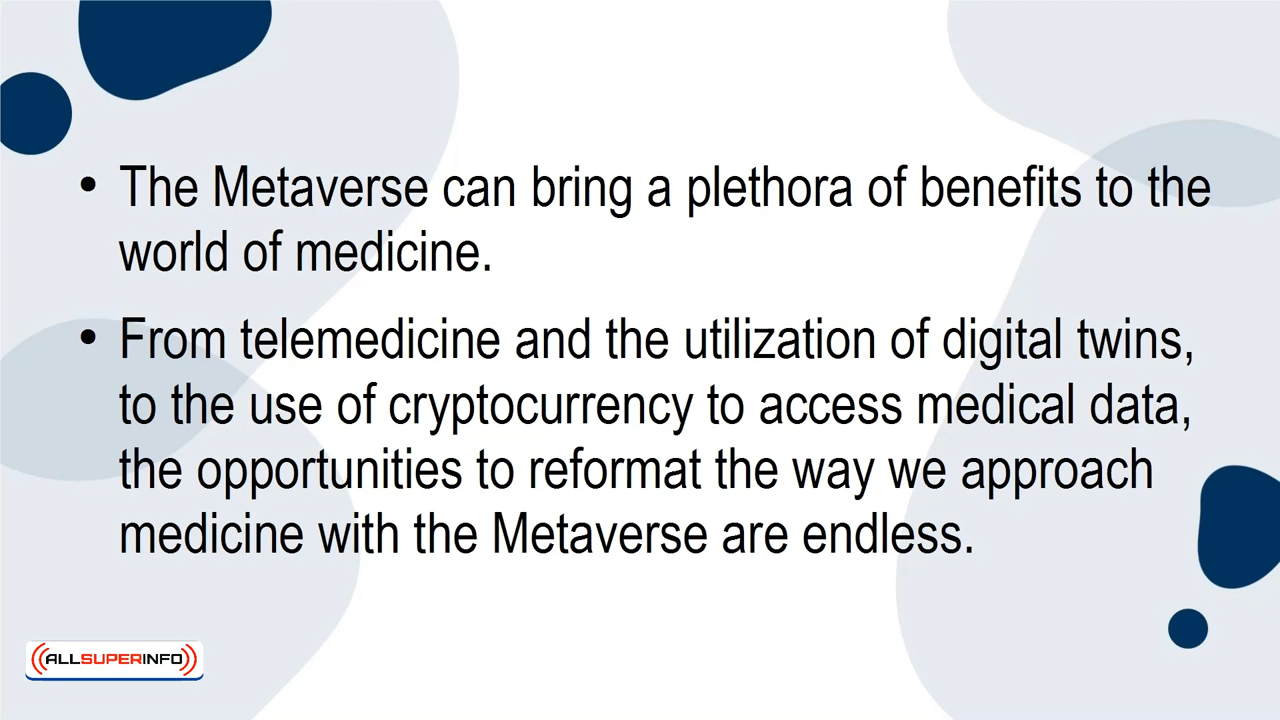 • The Metaverse can bring a plethora of benefits to the
world of medicine.
• From telemedicine and the utilization of digital twins,
to the use of cryptocurrency to access medical data,
the opportunities to reformat the way we approach
medicine with the Metaverse are endless.
ALLSUPERINFO